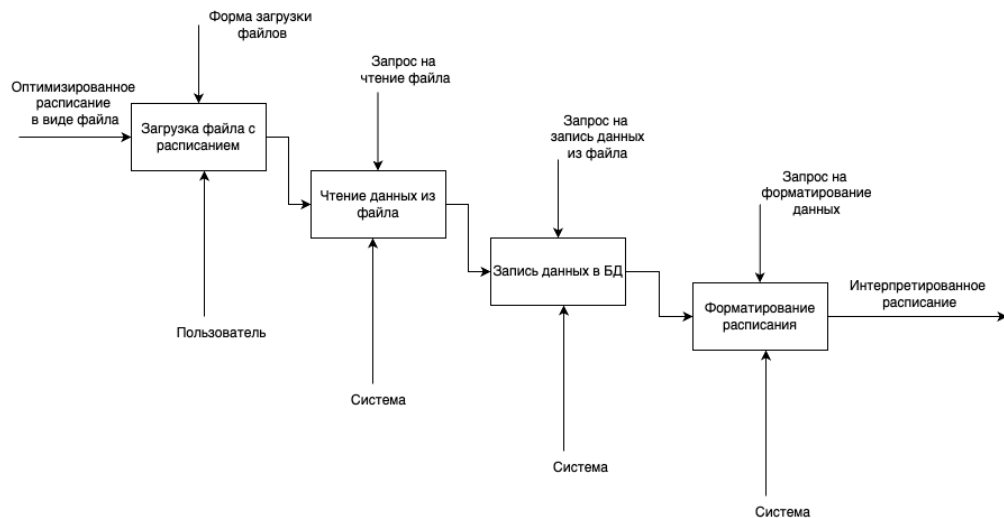 Форма загрузки
файлов
Запрос на
чтение файла
Оптимизированное
расписание
в виде файла
Загрузка файла с
расписанием
Запрос на
запись данных
из файла
Чтение данных из
файла
Запрос на
форматирование
данных
Запись данных в БД
Интерпретированное
расписание
Форматирование
расписания
Пользователь
Система
Система
Система